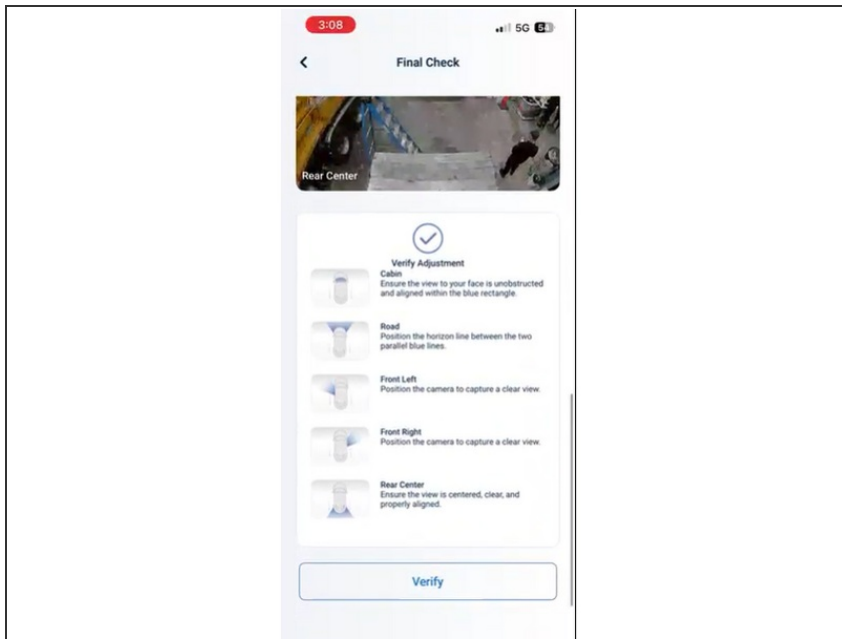 3:08
5G 54
Final Check
Rear Center
Verify Adjustment
Cabin
Ensure the view to your face is unobstructed
and aligned within the blue rectangle.
Road
Position the horizon line between the two
parallel blue lines.
Front Left
Position the camera to capture a clear view.
Front Right
Position the camera to capture a clear view.
Rear Center
Ensure the view is centered, clear, and
properly aligned.
Verify